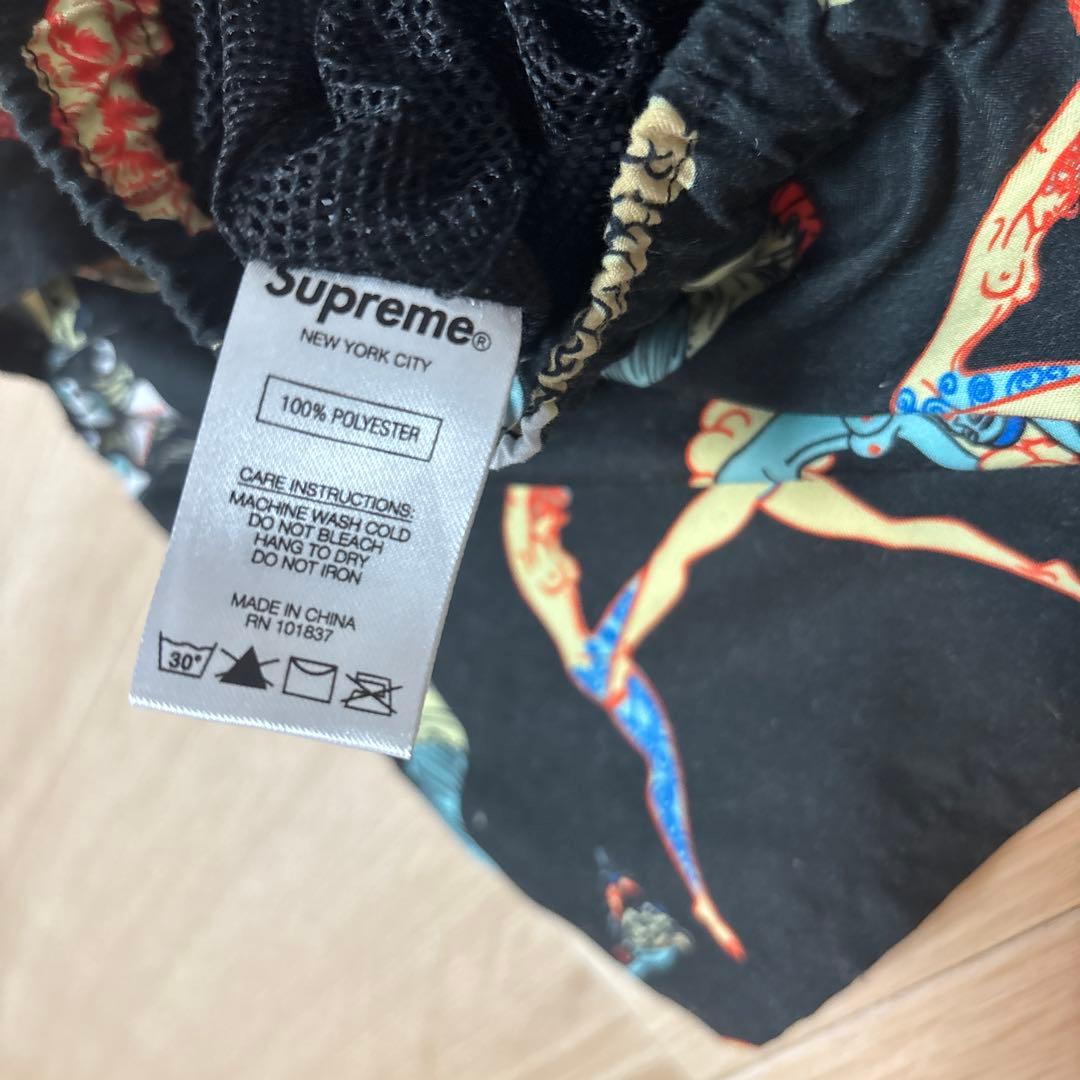 Supreme®
NEW YORK CITY
100% POLYESTER
CARE INSTRUCTIONS:
MACHINE WASH COLD
DO NOT BLEACH
HANG TO DRY
DO NOT IRON
MADE IN CHINA
RN 101837
30°